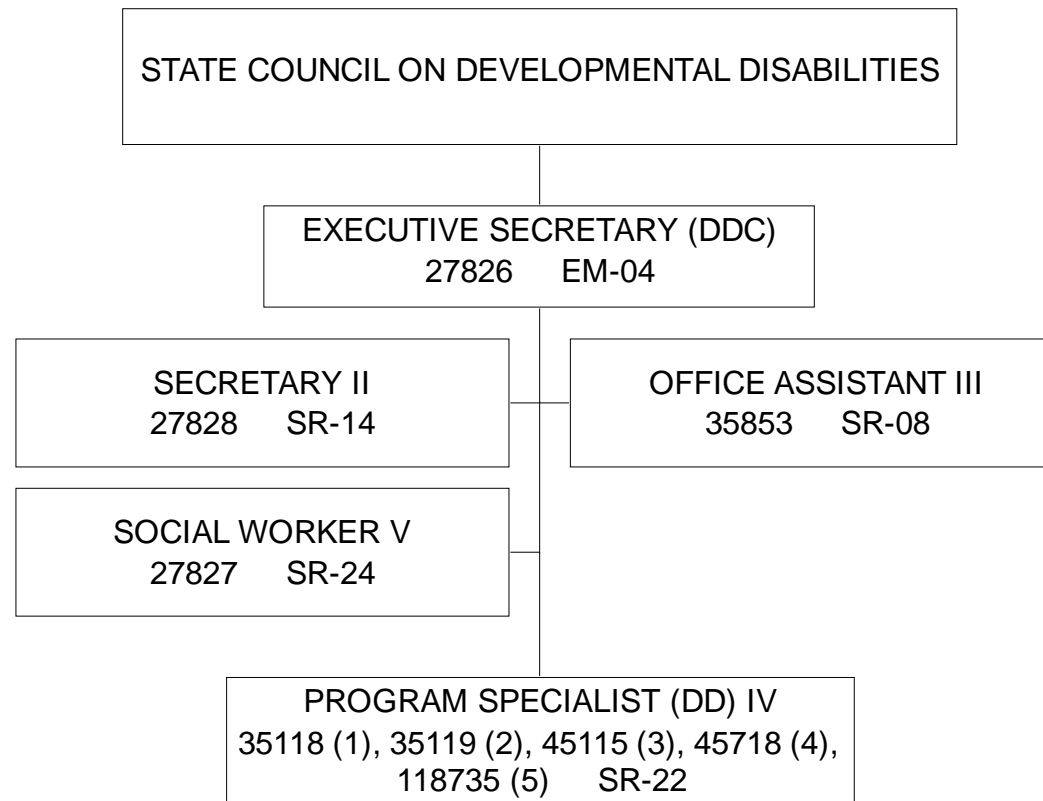 STATE COUNCIL ON DEVELOPMENTAL DISABILITIES
EXECUTIVE SECRETARY (DDC)
27826 EM-04
SECRETARY II
27828 SR-14
OFFICE ASSISTANT III
35853 SR-08
SOCIAL WORKER V
27827 SR-24
PROGRAM SPECIALIST (DD) IV
35118 (1), 35119 (2), 45115 (3), 45718 (4),
118735 (5) SR-22